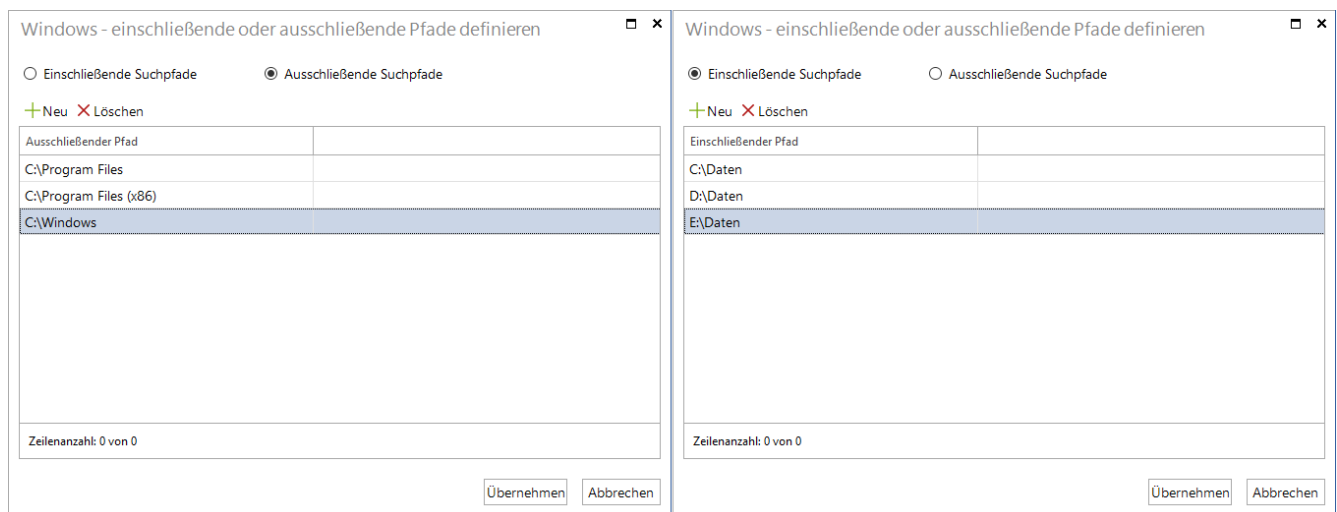 Windows - einschließende oder ausschließende Pfade definieren
Einschließende Suchpfade Ausschließende Suchpfade
Neu Löschen
Ausschließender Pfad
C:\Program Files
C:\Program Files (x86)
C:\Windows
Zeilenanzahl: 0 von 0
Übernehmen Abbrechen
Windows - einschließende oder ausschließende Pfade definieren
Einschließende Suchpfade Ausschließende Suchpfade
Neu Löschen
Einschließender Pfad
C:\Daten
D:\Daten
E:\Daten
Zeilenanzahl: 0 von 0
Übernehmen Abbrechen